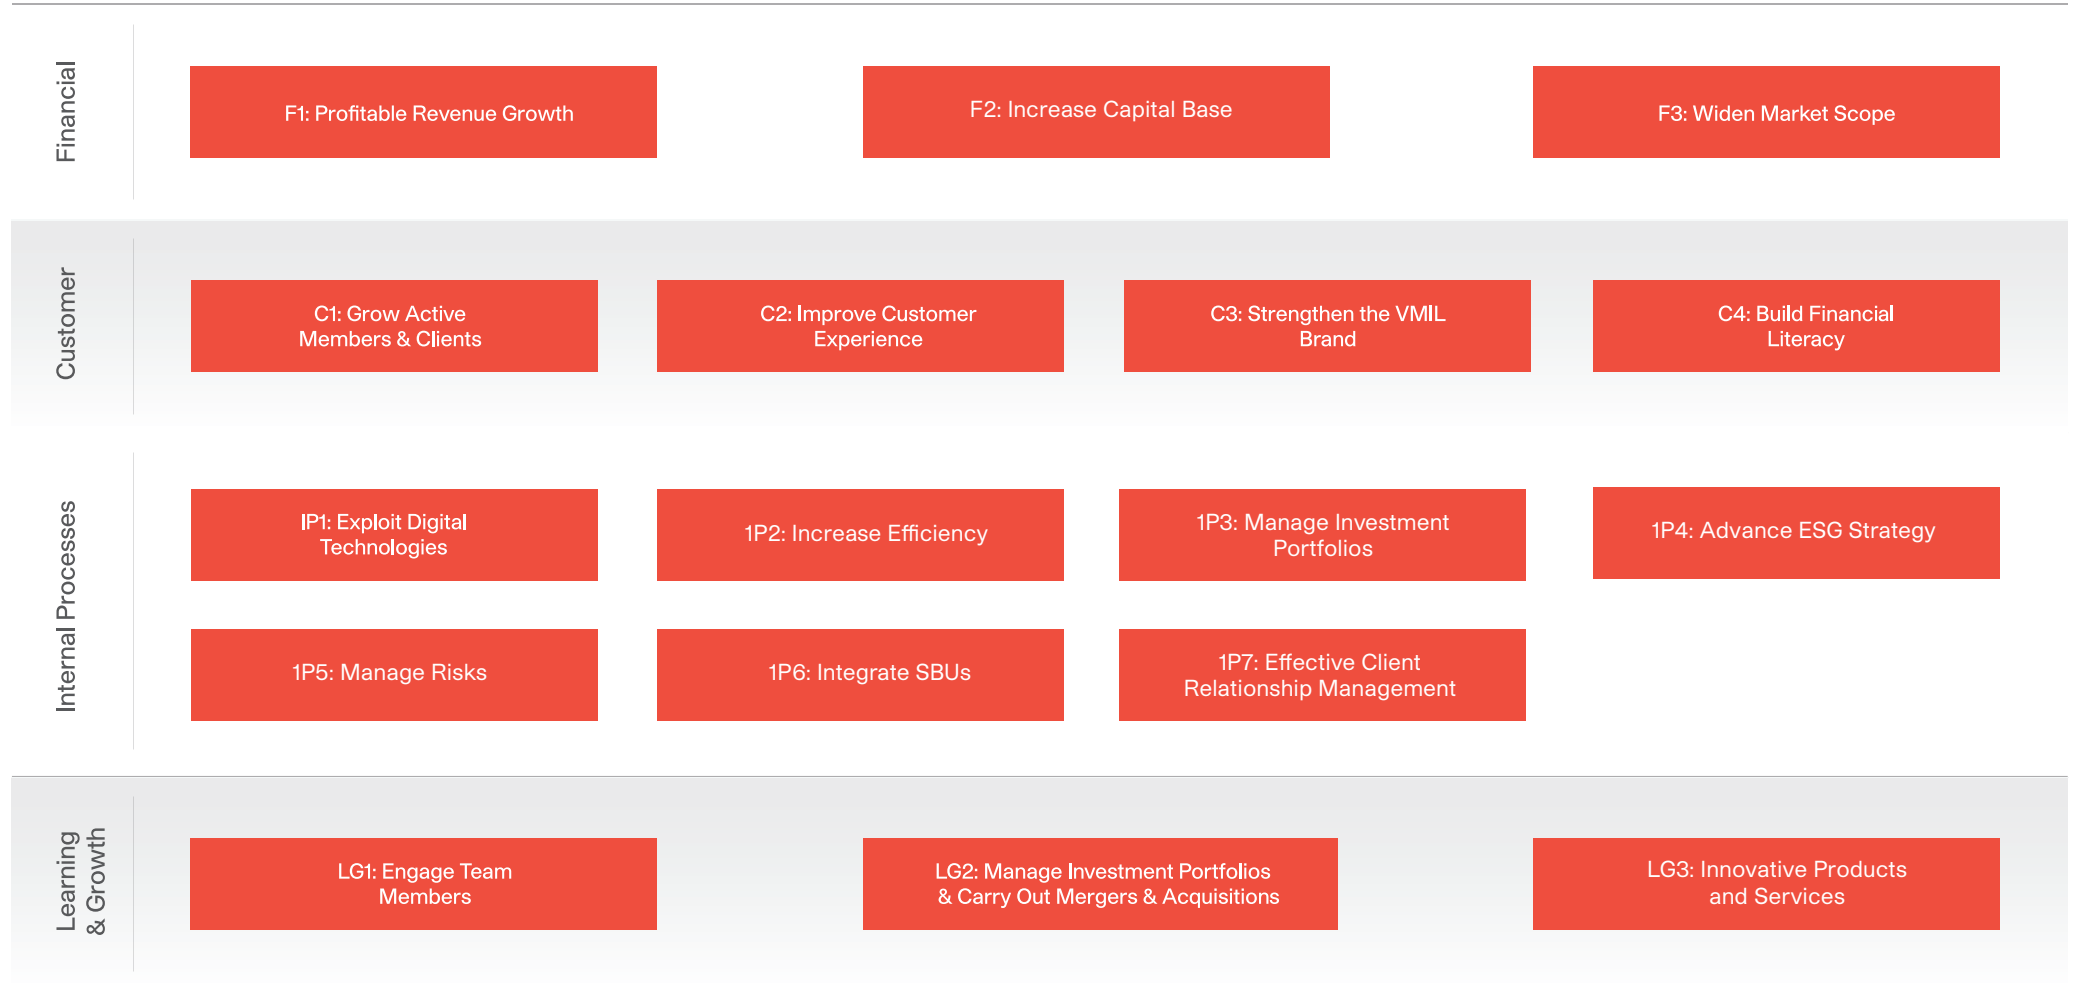 Financial
F1: Profitable Revenue Growth
F2: Increase Capital Base
F3: Widen Market Scope
Customer
C1: Grow Active
Members & Clients
C2: Improve Customer
Experience
C3: Strengthen the VMIL
Brand
C4: Build Financial
Literacy
Internal Processes
IP1: Exploit Digital
Technologies
1P2: Increase Efficiency
1P3: Manage Investment
Portfolios
1P4: Advance ESG Strategy
1P5: Manage Risks
1P6: Integrate SBUs
1P7: Effective Client
Relationship Management
Learning
& Growth
LG1: Engage Team
Members
LG2: Manage Investment Portfolios
& Carry Out Mergers & Acquisitions
LG3: Innovative Products
and Services